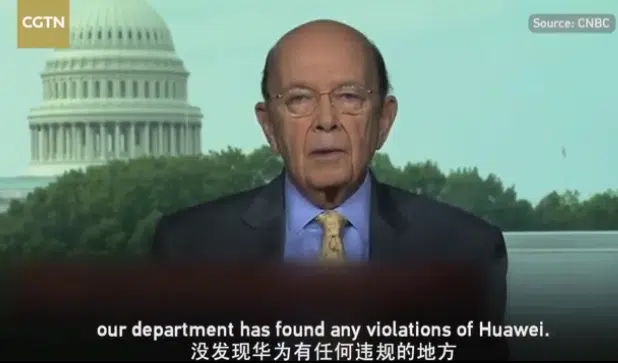 CGTN
Source: CNBC
our department has found any violations of Huawei.
没发现华为有任何违规的地方